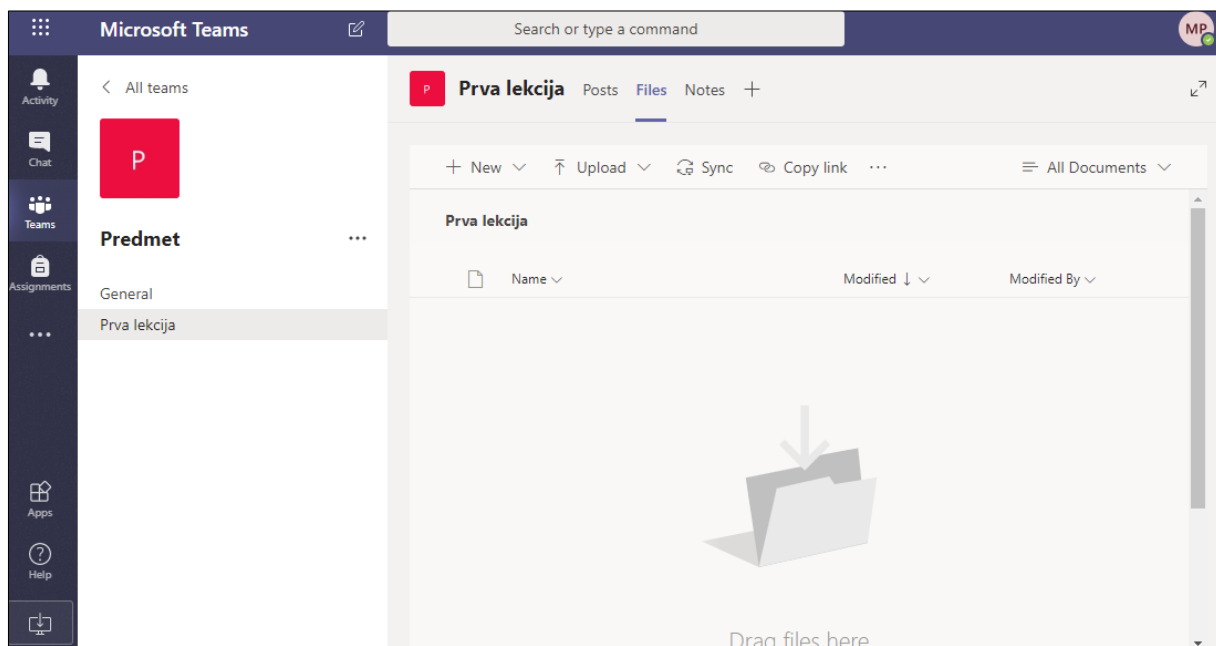 Microsoft Teams
Search or type a command
MP
Activity
Chat
Teams
Assignments
Apps
Help
All teams
P
Predmet
General
Prva lekcija
P Prva lekcija Posts Files Notes
New Upload Sync Copy link All Documents
Prva lekcija
Name Modified Modified By
Drag files here